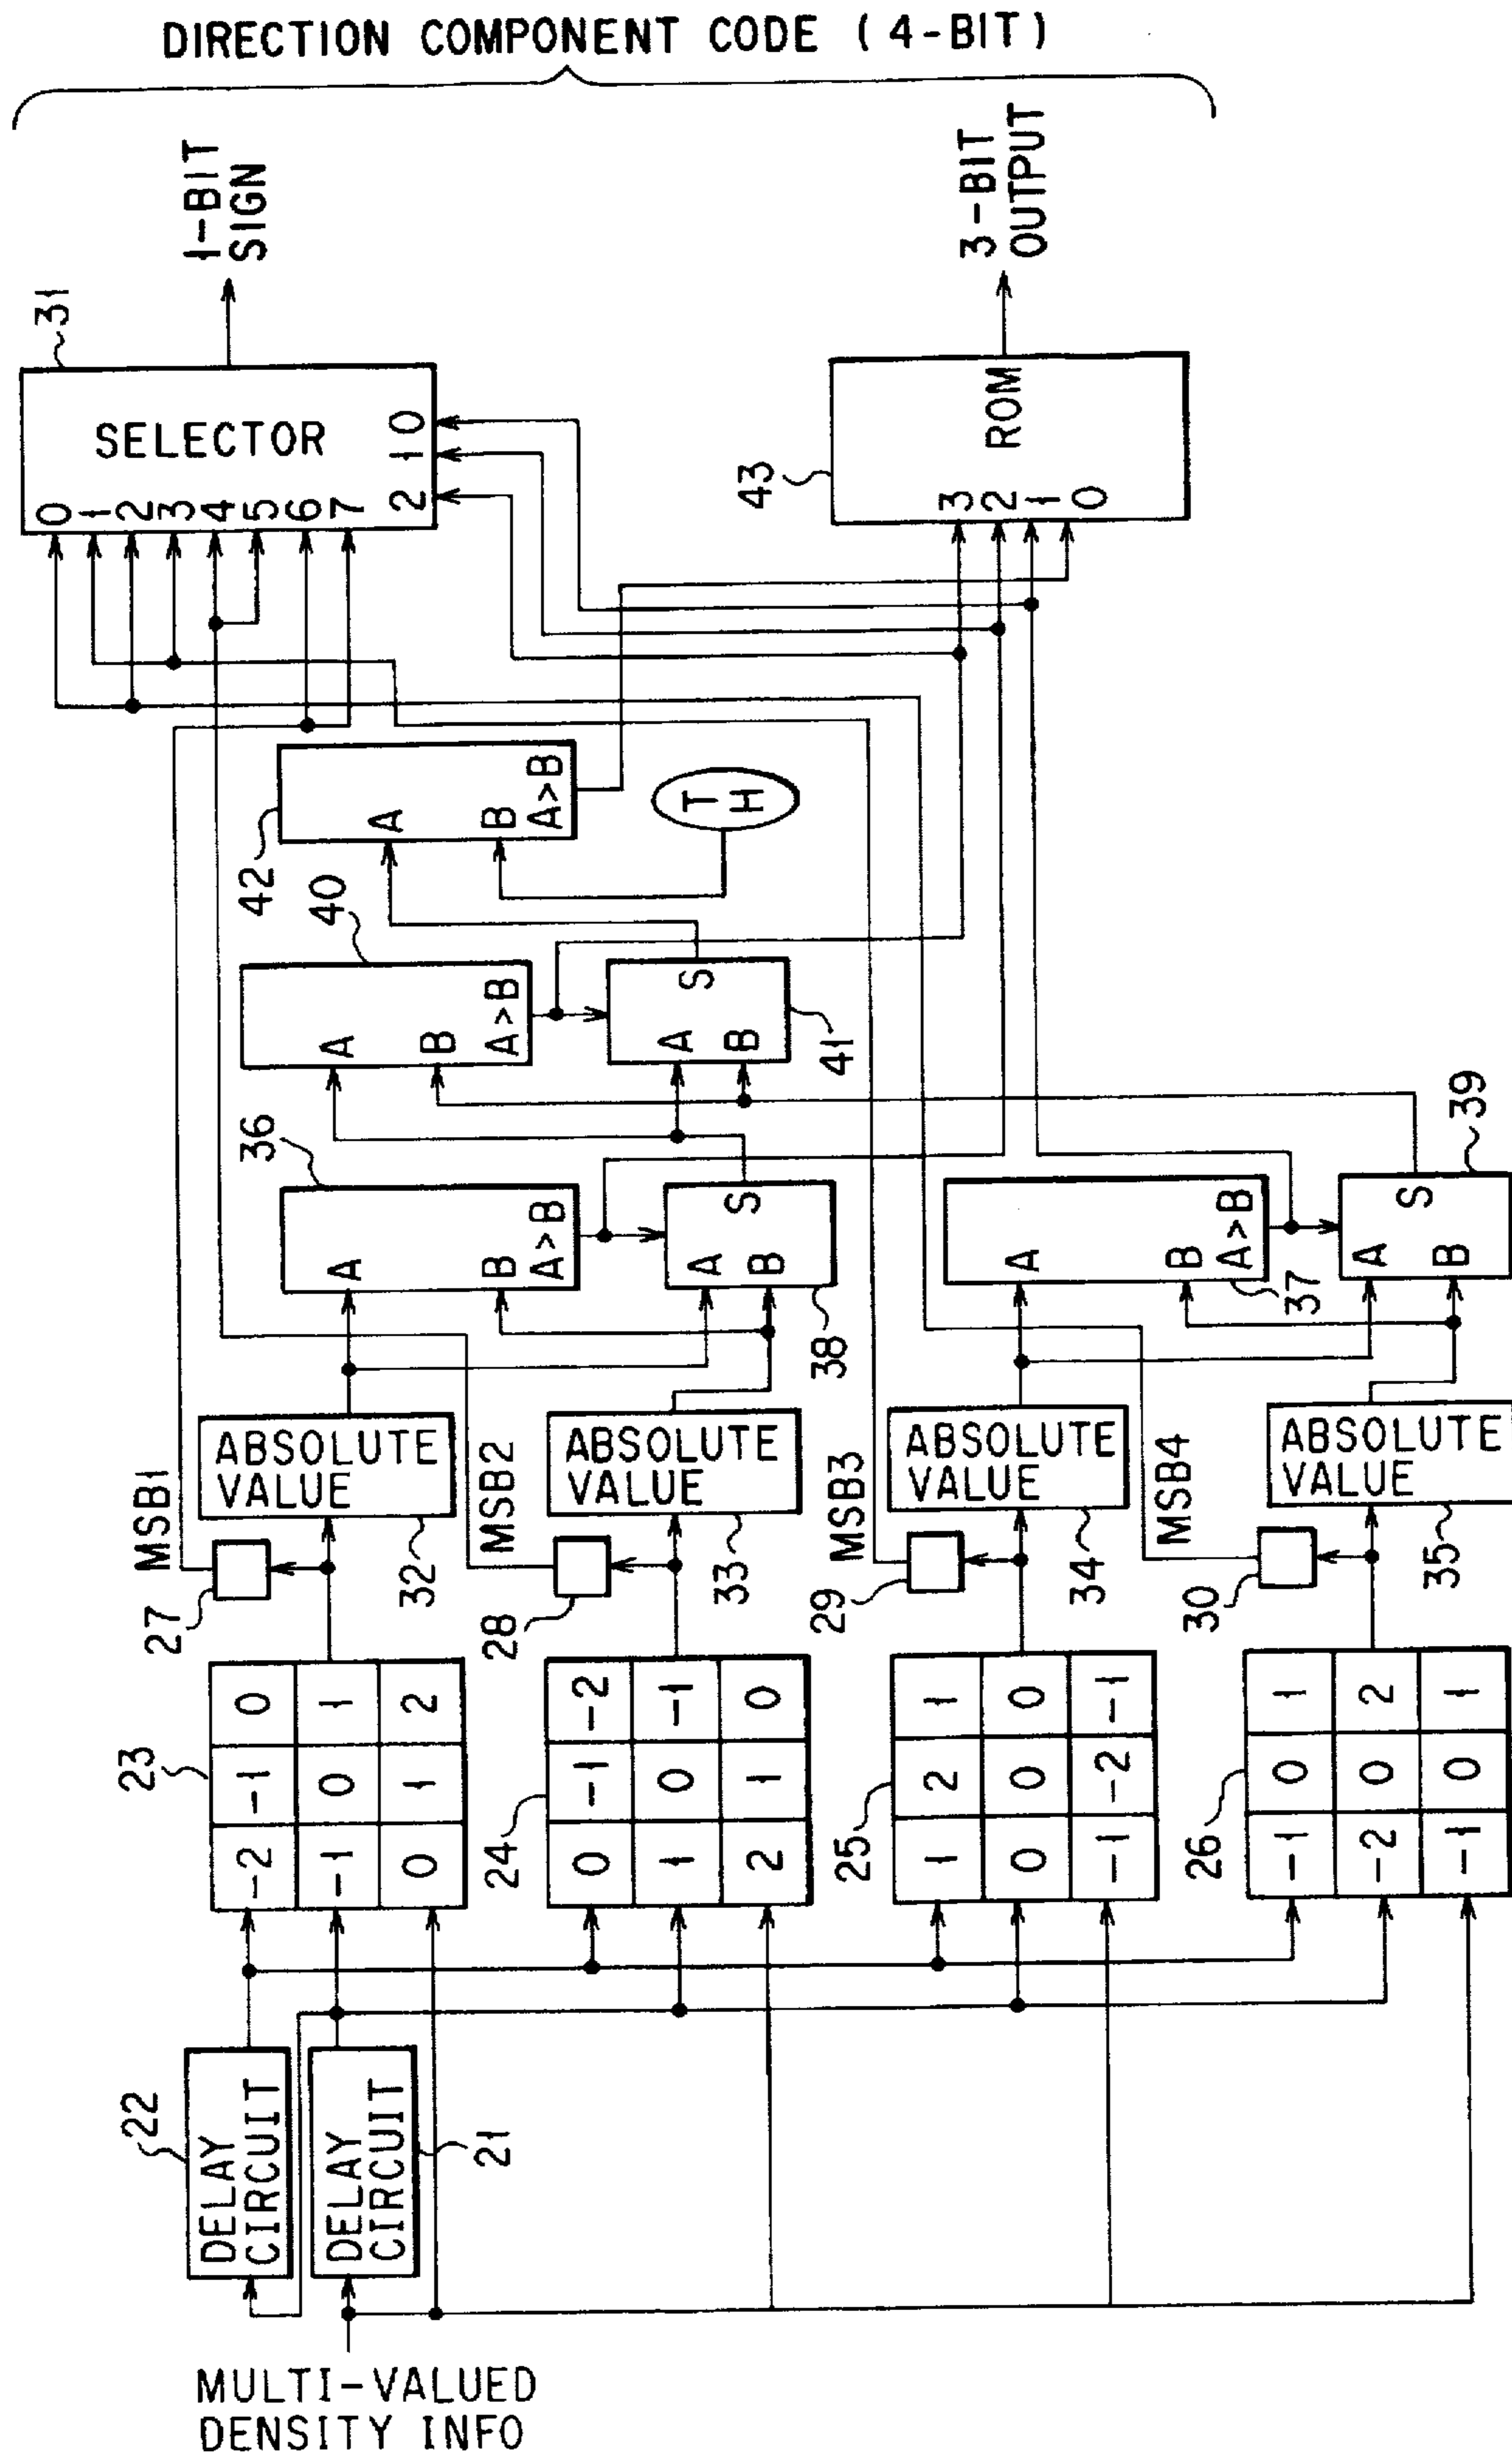 MULTI-VALUED
DENSITY INFO
22
DELAY
CIRCUIT
DELAY
CIRCUIT
21
23
-2 -1 0
-1 0 1
0 1 2
24
0 -1 -2
1 0 -1
2 1 0
25
1 2 1
0 0 0
-1 -2 -1
26
-1 0 1
-2 0 2
-1 0 1
27
MSB1
28
MSB2
29
MSB3
30
MSB4
ABSOLUTE
VALUE
32
ABSOLUTE
VALUE
33
ABSOLUTE
VALUE
34
ABSOLUTE
VALUE
35
36
A
B
A>B
A
B
S
38
A
B
A>B
37
A
B
S
39
40
A
B
A>B
A
B
S
41
42
A
B
A>B
TH
31
SELECTOR
0
1
2
3
4
5
6
7
2 1 0
43
ROM
3
2
1
0
1-BIT
SIGN
3-BIT
OUTPUT
DIRECTION COMPONENT CODE (4-BIT)